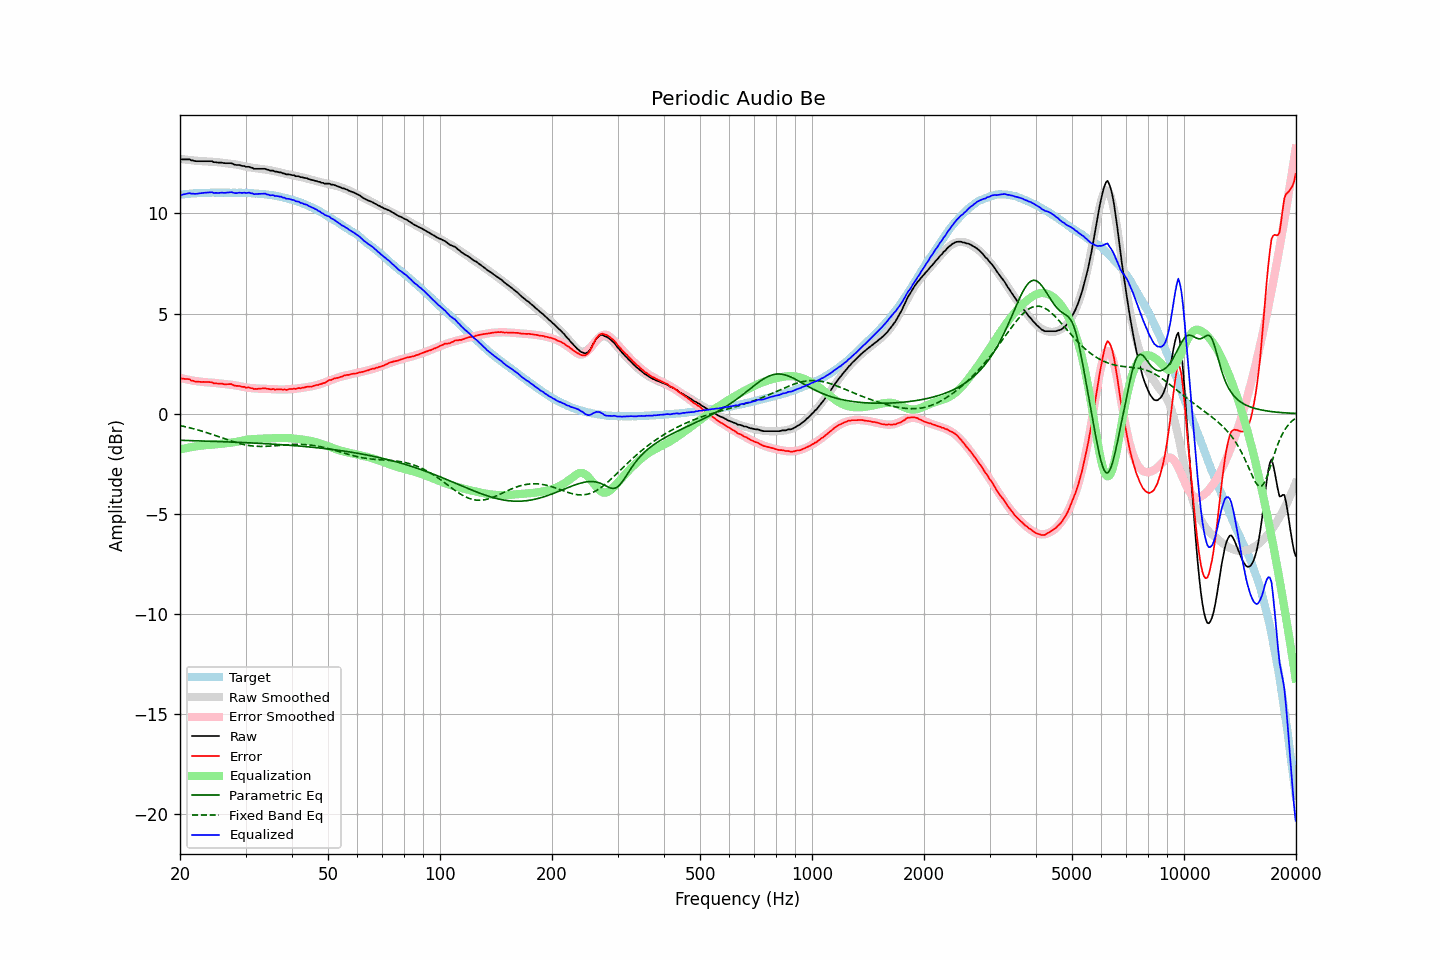 Periodic Audio Be
Amplitude (dBr)
10
5
0
−5
−10
−15
−20
Target
Raw Smoothed
Error Smoothed
Raw
Error
Equalization
Parametric Eq
Fixed Band Eq
Equalized
20 50 100 200 500 1000 2000 5000 10000 20000
Frequency (Hz)